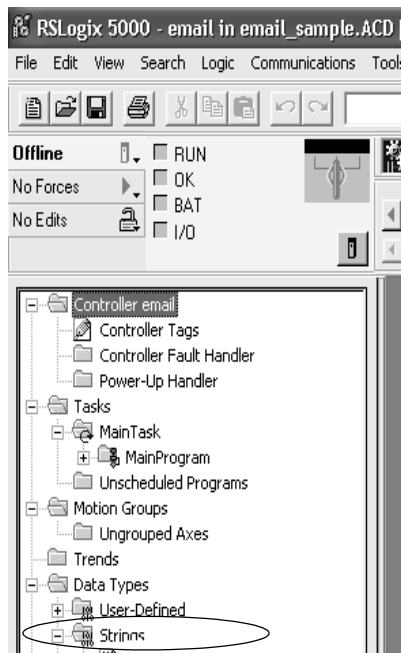 RSLogix 5000 - email in email_sample.ACD [
File Edit View Search Logic Communications Tools
Offline
RUN
No Forces
OK
No Edits
BAT
I/O
Controller email
Controller Tags
Controller Fault Handler
Power-Up Handler
Tasks
MainTask
MainProgram
Unscheduled Programs
Motion Groups
Ungrouped Axes
Trends
Data Types
User-Defined
Strings